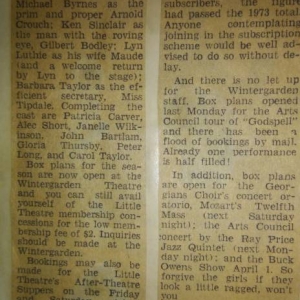 Michael Byrnes as the
prim and proper Arnold
Crouch; Ken Sinclair as
the man with the roving
eye, Gilbert Bodley; Lyn
Luthie as his wife Maude
(and a welcome return
by Lyn to the stage);
Barbara Taylor as the ef-
ficient secretary, Miss
Tipdale. Completing the
cast are Patricia Carver,
Alec Short, Janelle Wilk-
inson, John Bartlam,
Gloria Thursby, Peter
Long, and Carol Taylor.
Box plans for the sea-
son are now open at the
Wintergarden Theatre
and you can still avail
yourself of the Little
Theatre membership con-
cessions for the low mem-
bership fee of $2. Inquiries
should be made at the
Wintergarden.
Bookings may also be
made for the Little
Theatre's After-Theatre
Suppers on the Friday
subscribers, the figure
had passed the 1973 total
Anyone contemplating
joining in the subscription
scheme would be well ad-
vised to do so without de-
lay.
And there is no let up
for the Wintergarden
staff. Box plans opened
last Monday for the Arts
Council tour of "Godspell"
and there has been a
flood of bookings by mail.
Already one performance
is half filled!
In addition, box plans
are open for the Geor-
gians Choir's concert or-
atorio, Mozart's Twelfth
Mass (next Saturday
night); the Arts Council
concert by the Ray Price
Jazz Quintet (next Mon-
day night); and the Buck
Owens Show April 1. So
forgive the girls if they
look a little ragged, won't
you